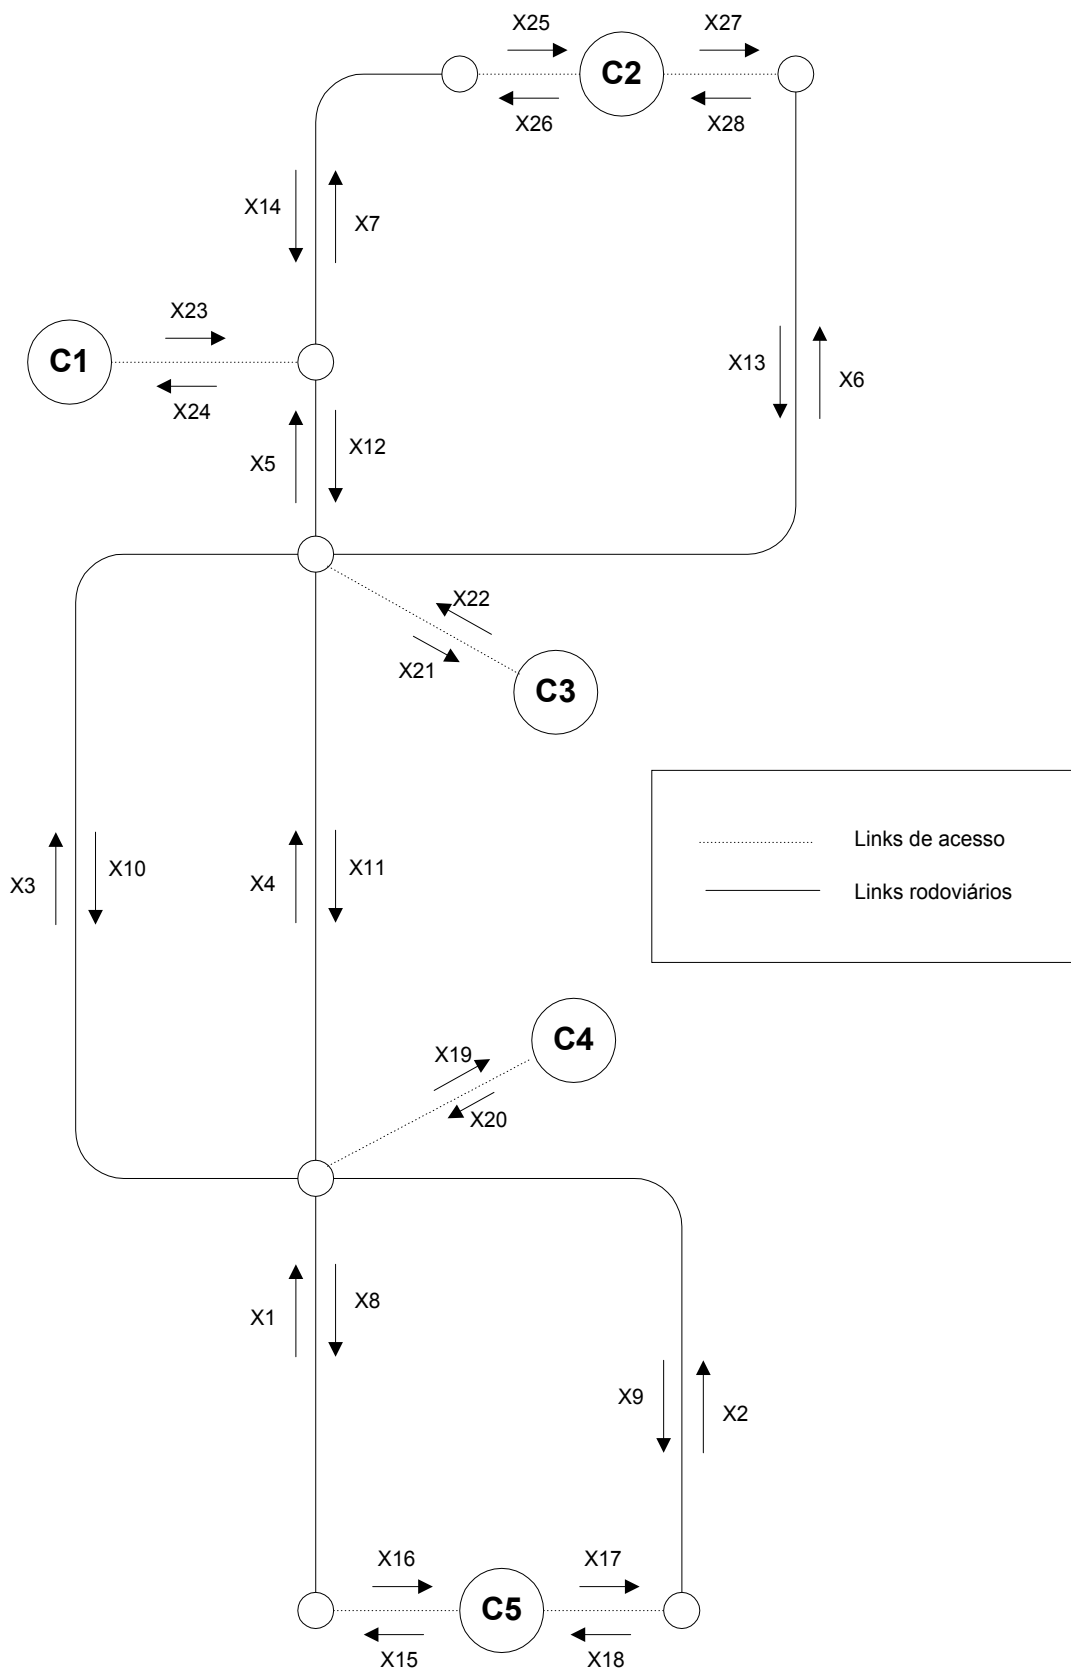 X25
X27
C2
X26
X28
X14
X7
X23
C1
X24
X13
X6
X12
X5
X22
X21
C3
Links de acesso
X3
X10
X4
X11
Links rodoviários
C4
X19
X20
X1
X8
X9
X2
X16
X17
C5
X15
X18